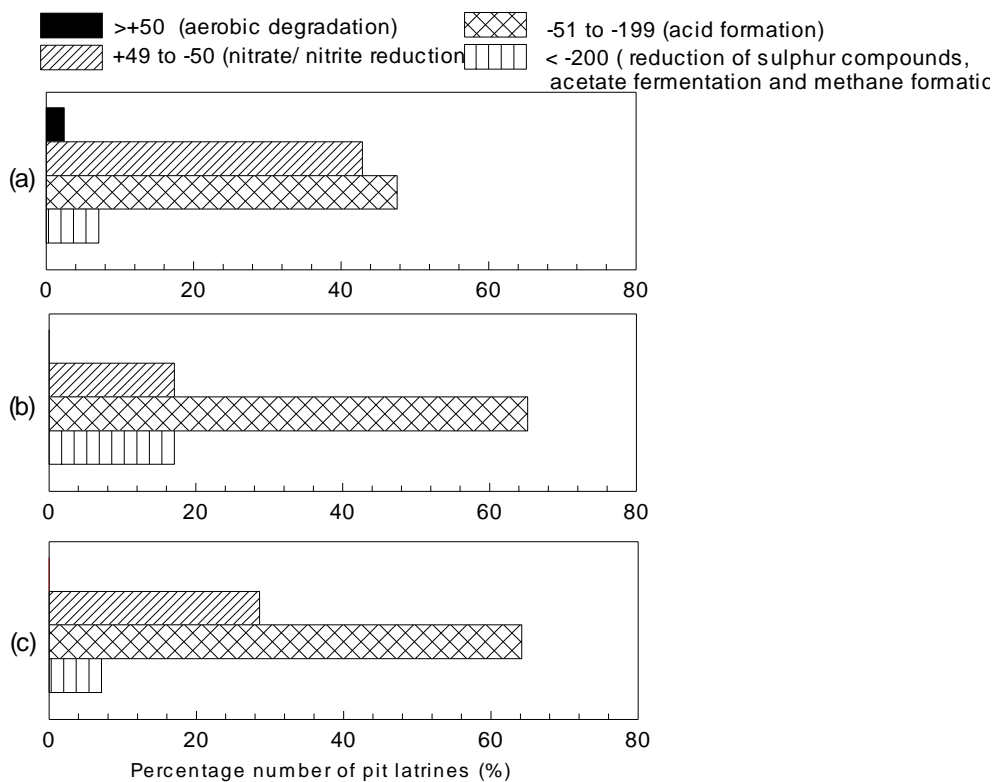 >+50 (aerobic degradation)
-51 to -199 (acid formation)
+49 to -50 (nitrate/ nitrite reduction
< -200 ( reduction of sulphur compounds,
acetate fermentation and methane formatio
(a)
0 20 40 60 80
(b)
0 20 40 60 80
(c)
0 20 40 60 80
Percentage number of pit latrines (%)